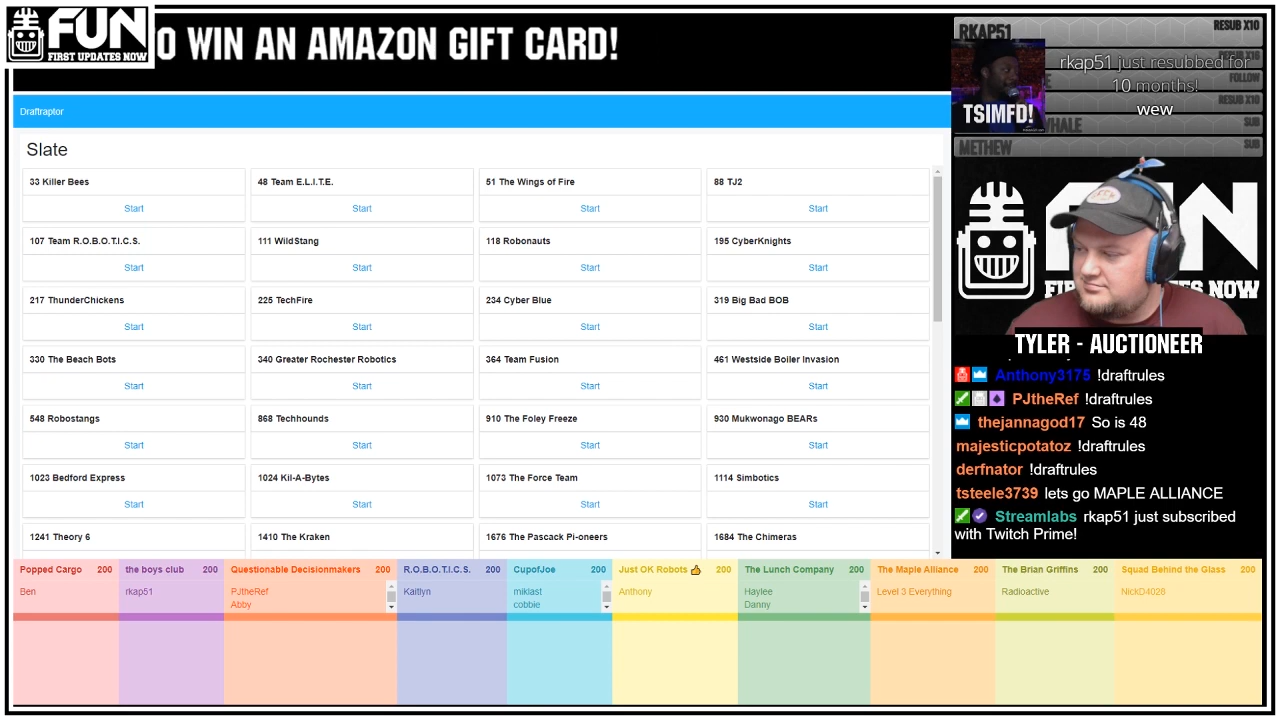 FUN
FIRST UPDATES NOW
O WIN AN AMAZON GIFT CARD!
Draftraptor
Slate
33 Killer Bees
48 Team E.L.I.T.E.
51 The Wings of Fire
88 TJ2
Start
Start
Start
Start
107 Team R.O.B.O.T.I.C.S.
111 WildStang
118 Robonauts
195 CyberKnights
Start
Start
Start
Start
217 ThunderChickens
225 TechFire
234 Cyber Blue
319 Big Bad BOB
Start
Start
Start
Start
330 The Beach Bots
340 Greater Rochester Robotics
364 Team Fusion
461 Westside Boiler Invasion
Start
Start
Start
Start
548 Robostangs
868 Techhounds
910 The Foley Freeze
930 Mukwonago BEARs
Start
Start
Start
Start
1023 Bedford Express
1024 Kil-A-Bytes
1073 The Force Team
1114 Simbotics
Start
Start
Start
Start
1241 Theory 6
1410 The Kraken
1676 The Pascack Pi-oneers
1684 The Chimeras
Popped Cargo 200
Ben
the boys club 200
rkap51
Questionable Decisionmakers 200
PJtheRef
Abby
R.O.B.O.T.I.C.S. 200
Kaitlyn
CupofJoe 200
miklast
cobbie
Just OK Robots 👍 200
Anthony
The Lunch Company 200
Haylee
Danny
The Maple Alliance 200
Level 3 Everything
The Brian Griffins 200
Radioactive
Squad Behind the Glass 200
NickD4028
RKAP51 RESUB X10
rkap51 just resubbed for
10 months!
wew
FOLLOW
RESUB X10
TSIMFD!
HALE SUB
METHEW SUB
TYLER - AUCTIONEER
Anthony3175 !draftrules
PJtheRef !draftrules
thejannagod17 So is 48
majesticpotatoz !draftrules
derfnator !draftrules
tsteele3739 lets go MAPLE ALLIANCE
Streamlabs rkap51 just subscribed
with Twitch Prime!